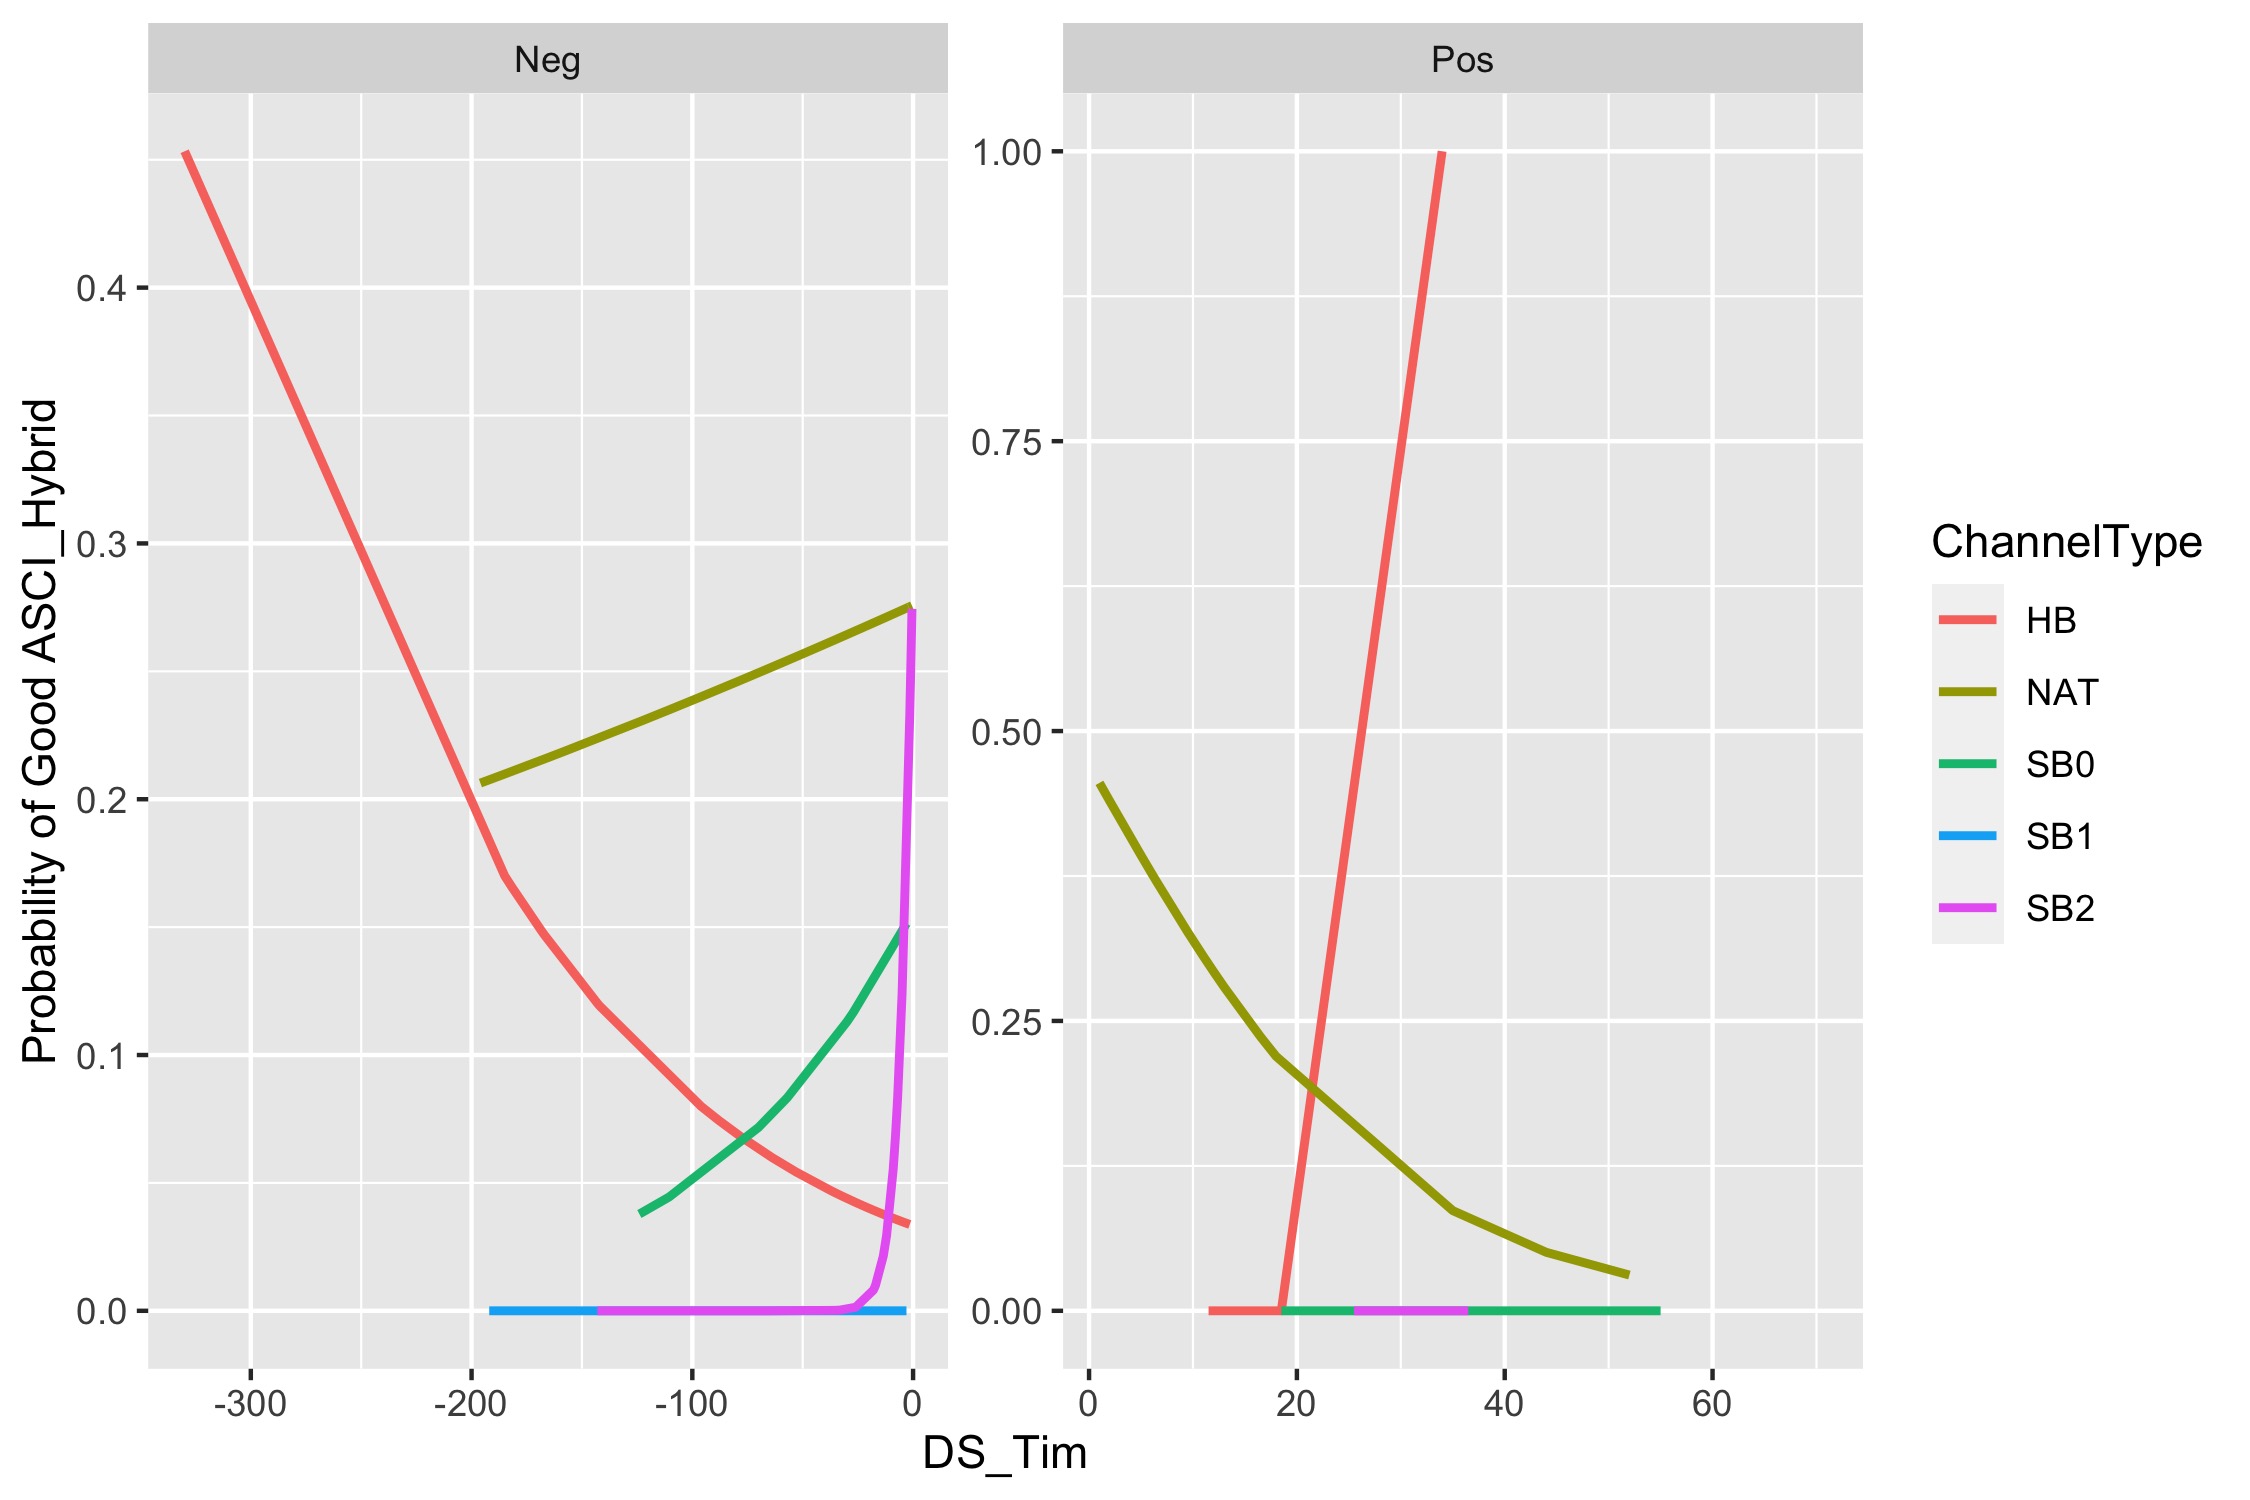 Neg
Pos
Probability of Good ASCI_Hybrid
0.4
0.3
0.2
0.1
0.0
1.00
0.75
0.50
0.25
0.00
-300
-200
-100
0
0
20
40
60
DS_Tim
ChannelType
HB
NAT
SB0
SB1
SB2